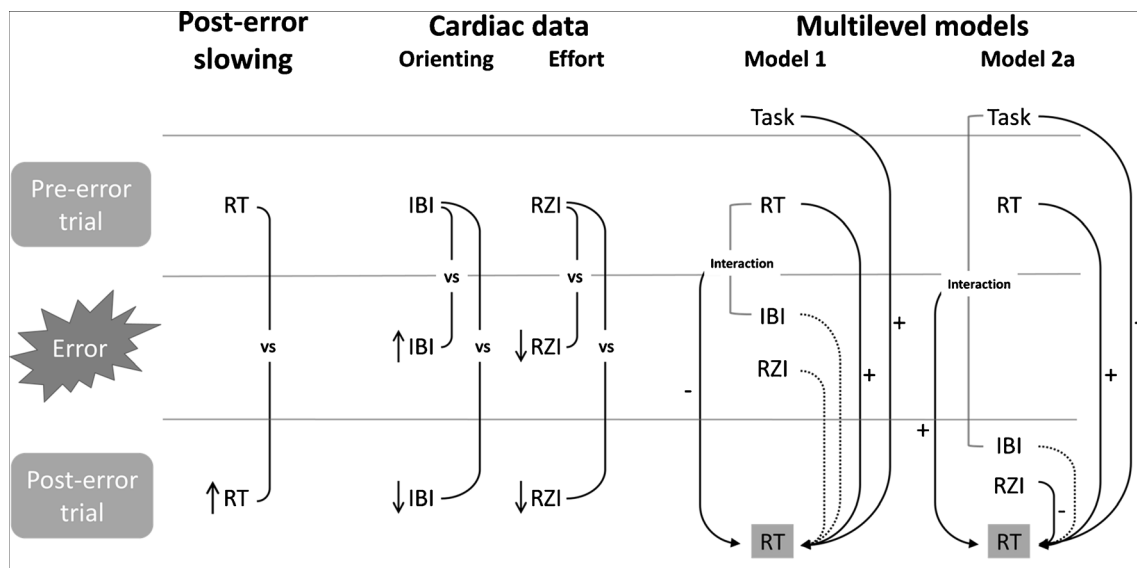 Post-error
slowing
Cardiac data
Orenting
Effort
Multilevel models
Model 1
Model 2a
Task
Task
Pre-error
trial
RT
IBI
RZI
RT
RT
Interaction
vs
vs
Interaction
IBI
Error
vs
↑ IBI
vs
↓ RZI
vs
+
RZI
+
-
+
+
IBI
Post-error
trial
↑ RT
↓ IBI
↓ RZI
RZI
-
RT
RT